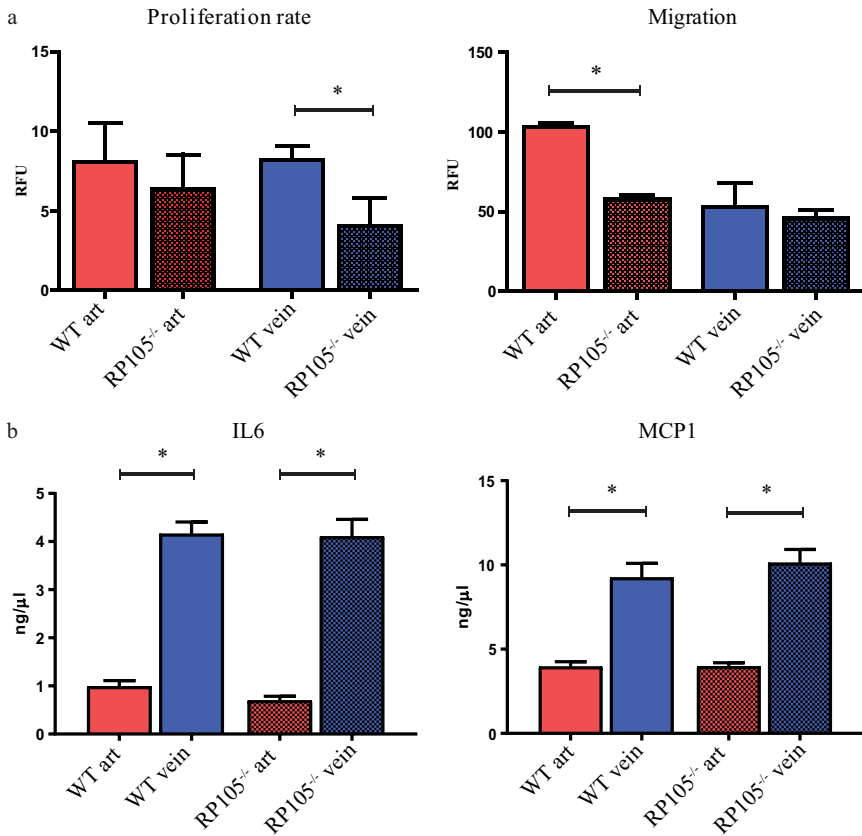 a
Proliferation rate
15
10
5
0
RFU
*
WT art
RP105-/- art
WT vein
RP105-/- vein
Migration
150
100
50
0
RFU
*
WT art
RP105-/- art
WT vein
RP105-/- vein
b
IL6
5
4
3
2
1
0
ng/µl
*
*
WT art
WT vein
RP105-/- art
RP105-/- vein
MCP1
15
10
5
0
ng/µl
*
*
WT art
WT vein
RP105-/- art
RP105-/- vein